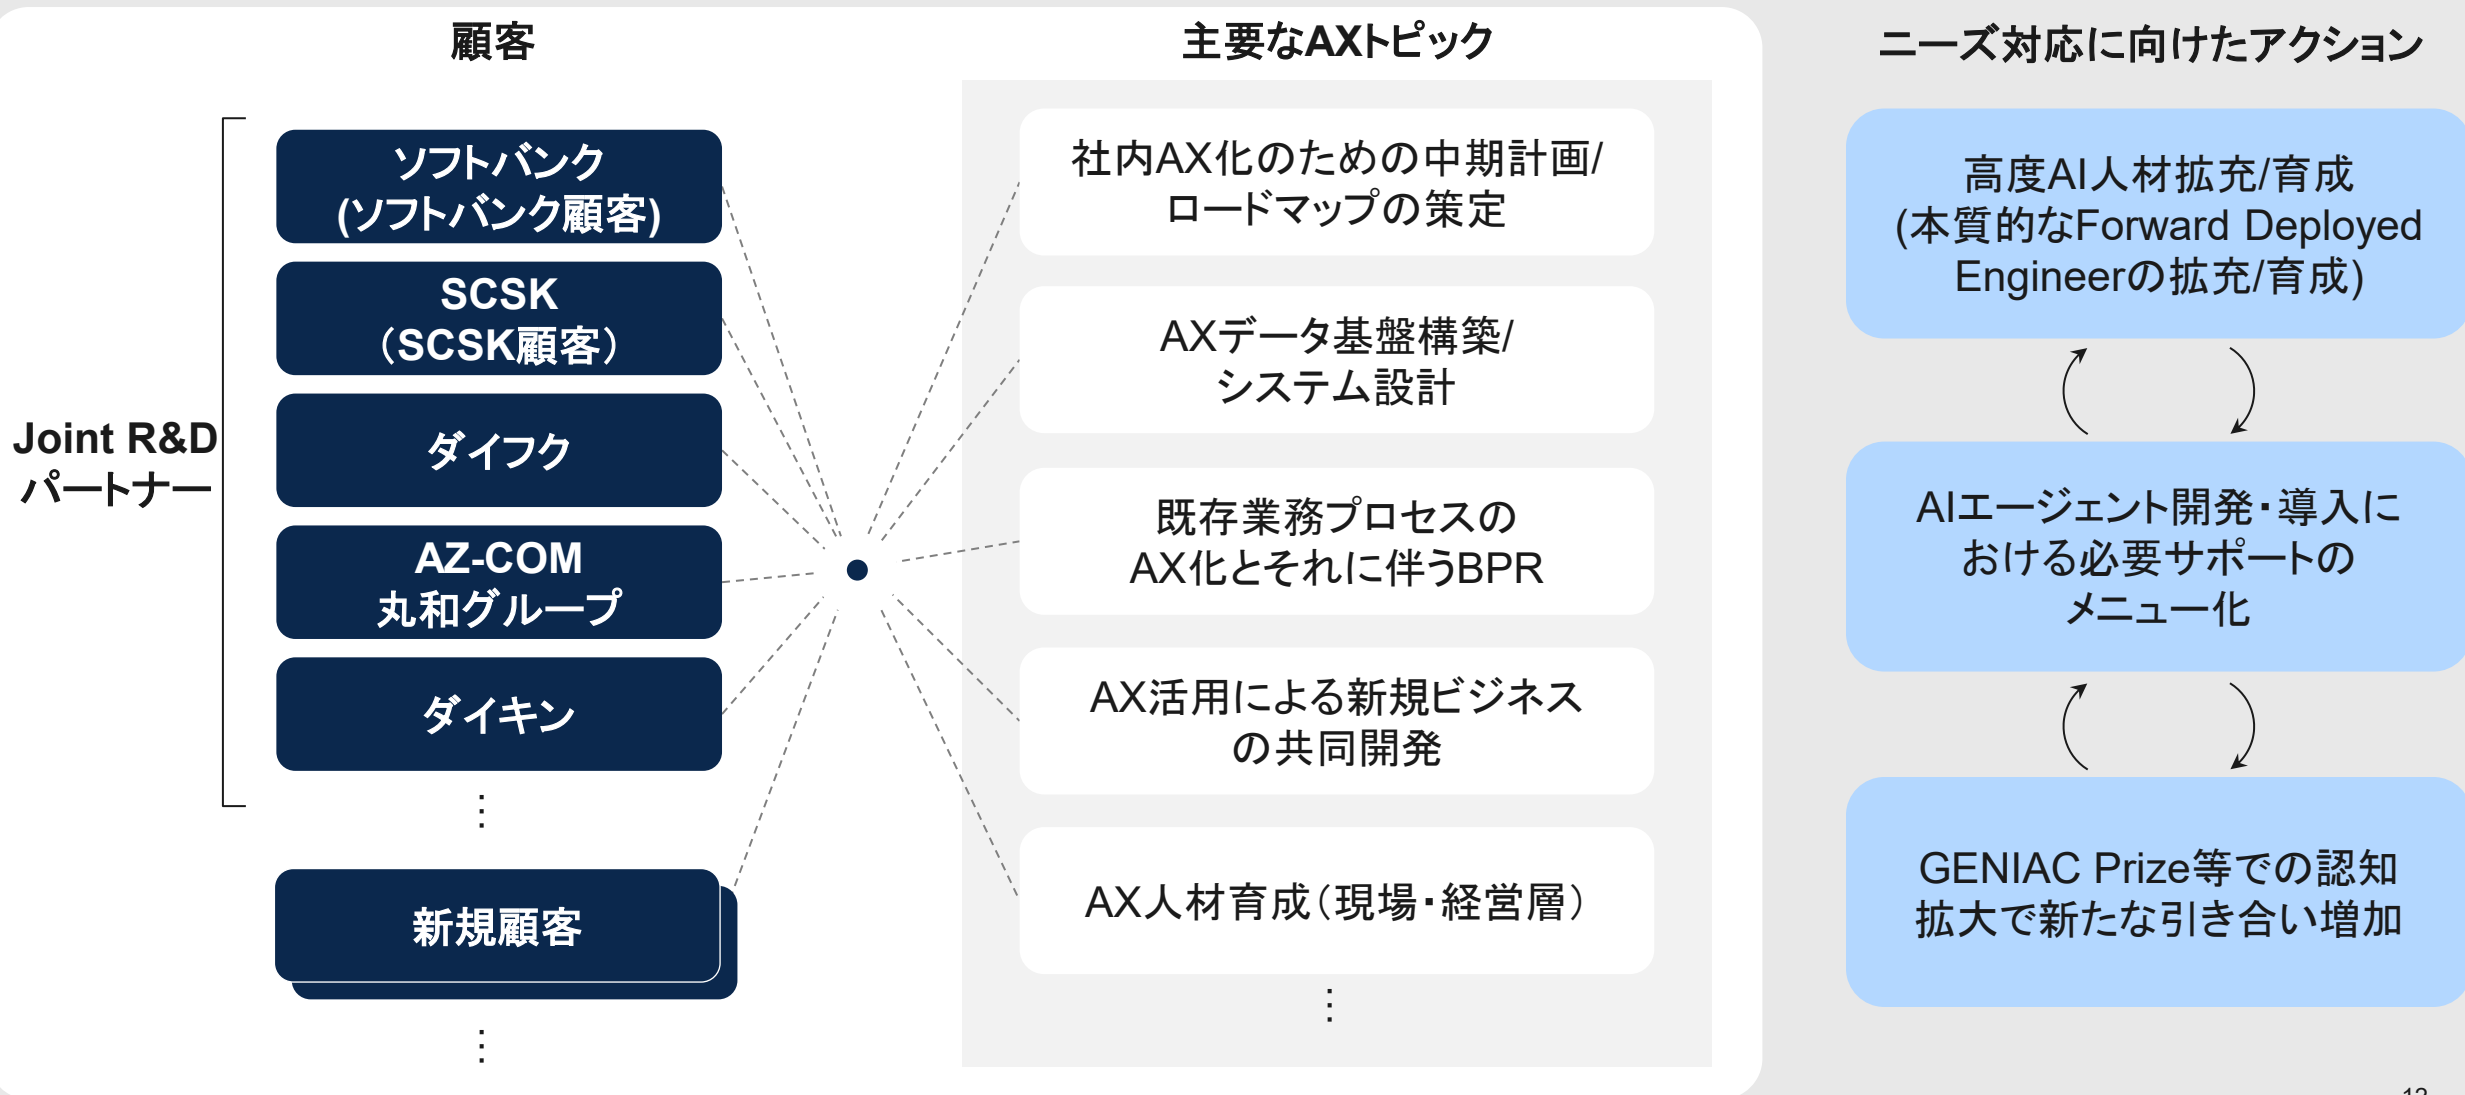 顧客
主要なAXトピック
ニーズ対応に向けたアクション
Joint R&D
パートナー
ソフトバンク
(ソフトバンク顧客)
SCSK
（SCSK顧客）
ダイフク
AZ-COM
丸和グループ
ダイキン
⋮
新規顧客
⋮
社内AX化のための中期計画/
ロードマップの策定
AXデータ基盤構築/
システム設計
既存業務プロセスの
AX化とそれに伴うBPR
AX活用による新規ビジネス
の共同開発
AX人材育成（現場・経営層）
⋮
高度AI人材拡充/育成
(本質的なForward Deployed
Engineerの拡充/育成)
AIエージェント開発・導入に
おける必要サポートの
メニュー化
GENIAC Prize等での認知
拡大で新たな引き合い増加